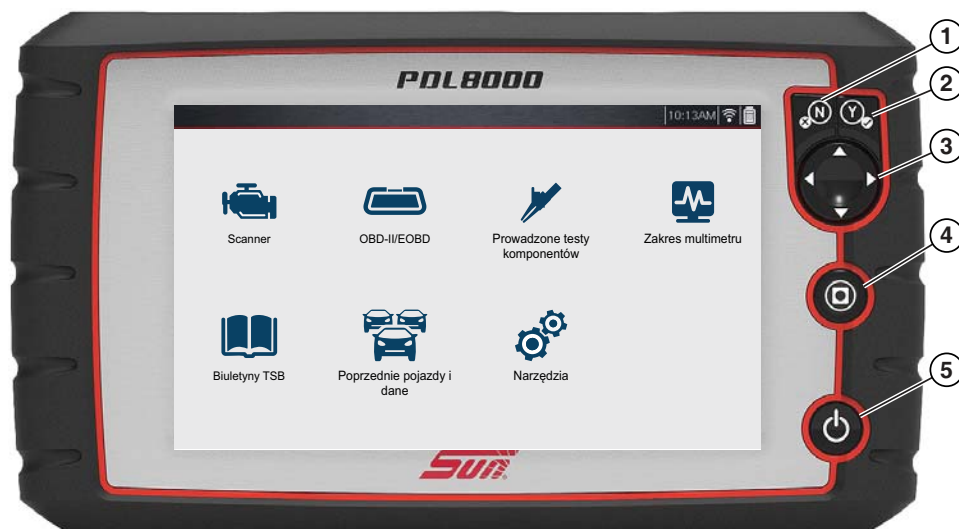 PDL8000
10:13AM
Scanner
OBD-II/EOBD
Prowadzone testy
komponentów
Zakres multimetru
Biuletyny TSB
Poprzednie pojazdy i
dane
Narzędzia
N
Y
1
2
3
4
5
Sun